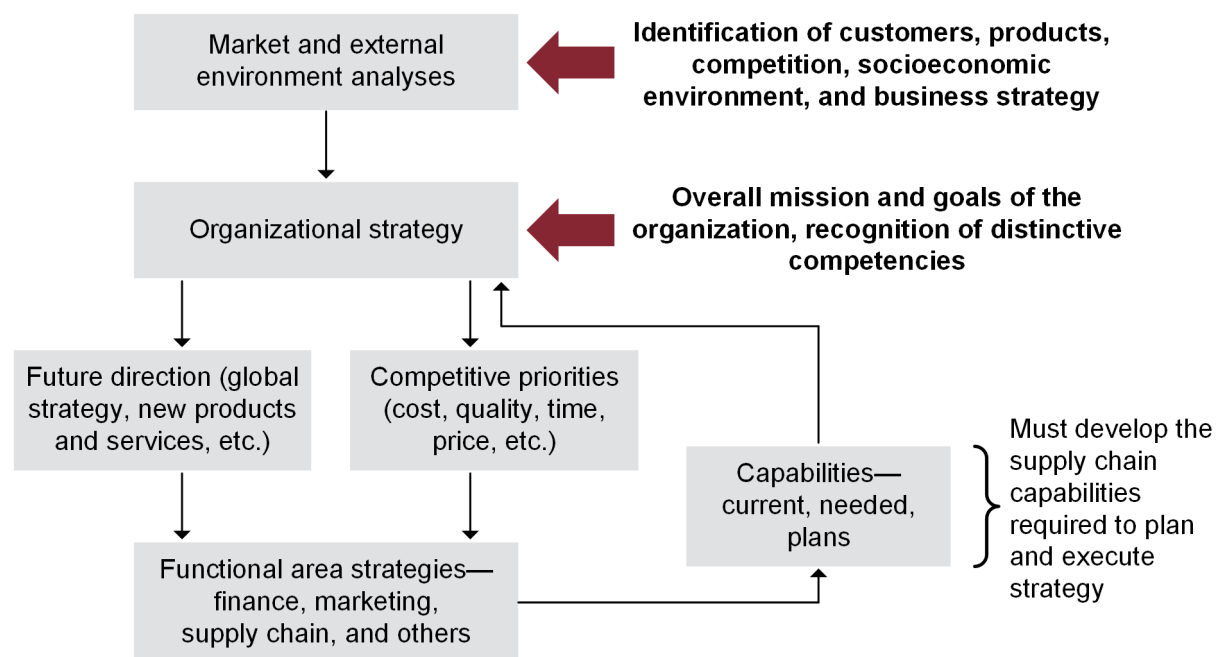 Market and external
environment analyses
Identification of customers, products,
competition, socioeconomic
environment, and business strategy
Organizational strategy
Overall mission and goals of the
organization, recognition of distinctive
competencies
Future direction (global
strategy, new products
and services, etc.)
Competitive priorities
(cost, quality, time,
price, etc.)
Capabilities—
current, needed,
plans
Must develop the
supply chain
capabilities
required to plan
and execute
strategy
Functional area strategies—
finance, marketing,
supply chain, and others